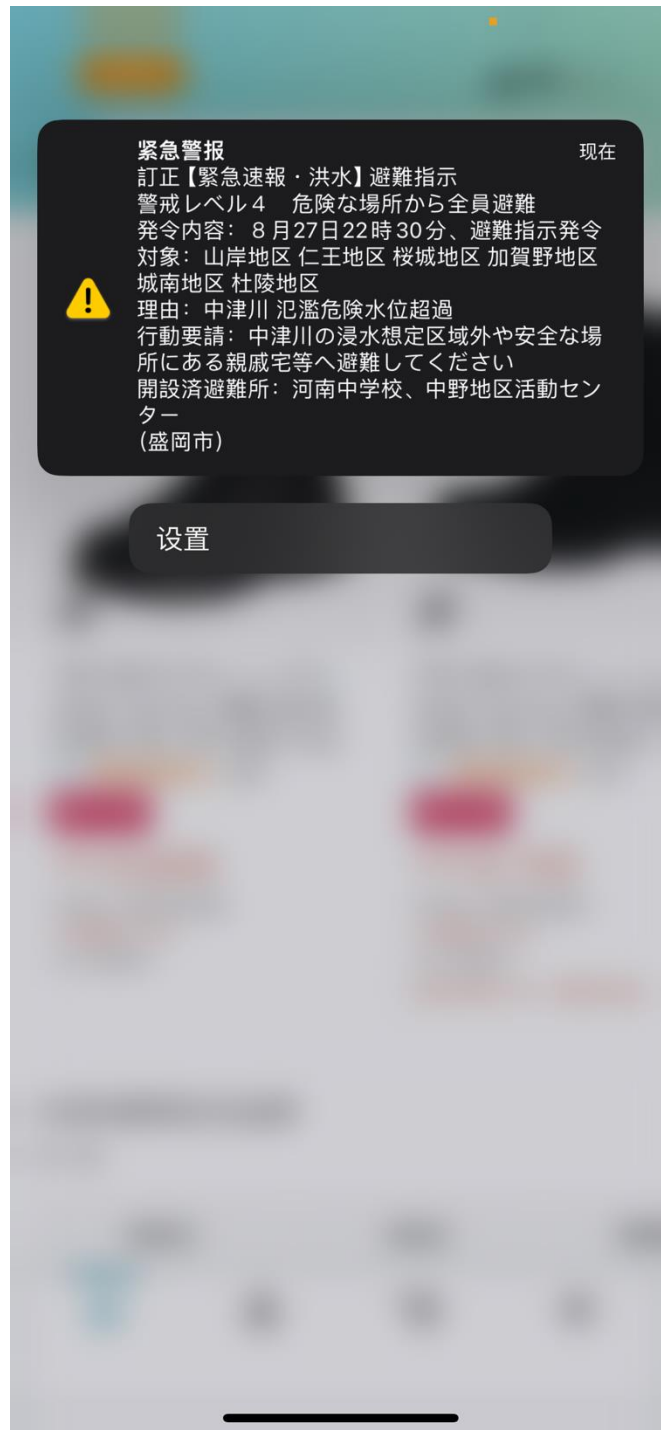 紧急警报 现在
訂正【緊急速報・洪水】避難指示
警戒レベル４　危険な場所から全員避難
発令内容：８月27日22時30分、避難指示発令
対象：山岸地区 仁王地区 桜城地区 加賀野地区
城南地区 杜陵地区
理由：中津川 氾濫危険水位超過
行動要請：中津川の浸水想定区域外や安全な場
所にある親戚宅等へ避難してください
開設済避難所：河南中学校、中野地区活動セン
ター
(盛岡市)
设置